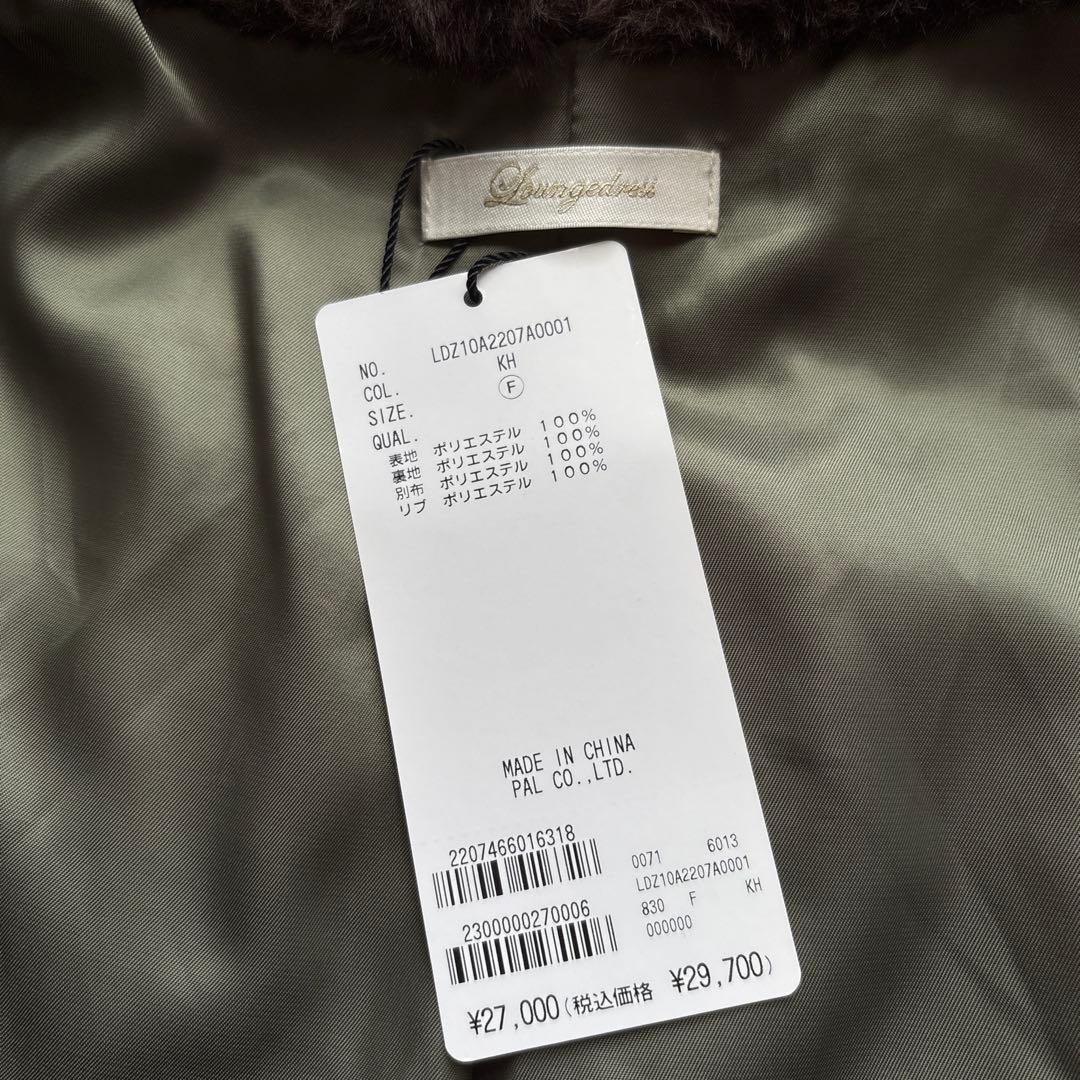 Loungedress
NO. LDZ10A2207A0001
COL. KH
SIZE. Ⓕ
QUAL.
表地 ポリエステル 100%
裏地 ポリエステル 100%
別布 ポリエステル 100%
リブ ポリエステル 100%
MADE IN CHINA
PAL CO.,LTD.
2207466016318
2300000270006
0071 6013
LDZ10A2207A0001
830 F KH
000000
¥27,000(税込価格 ¥29,700)